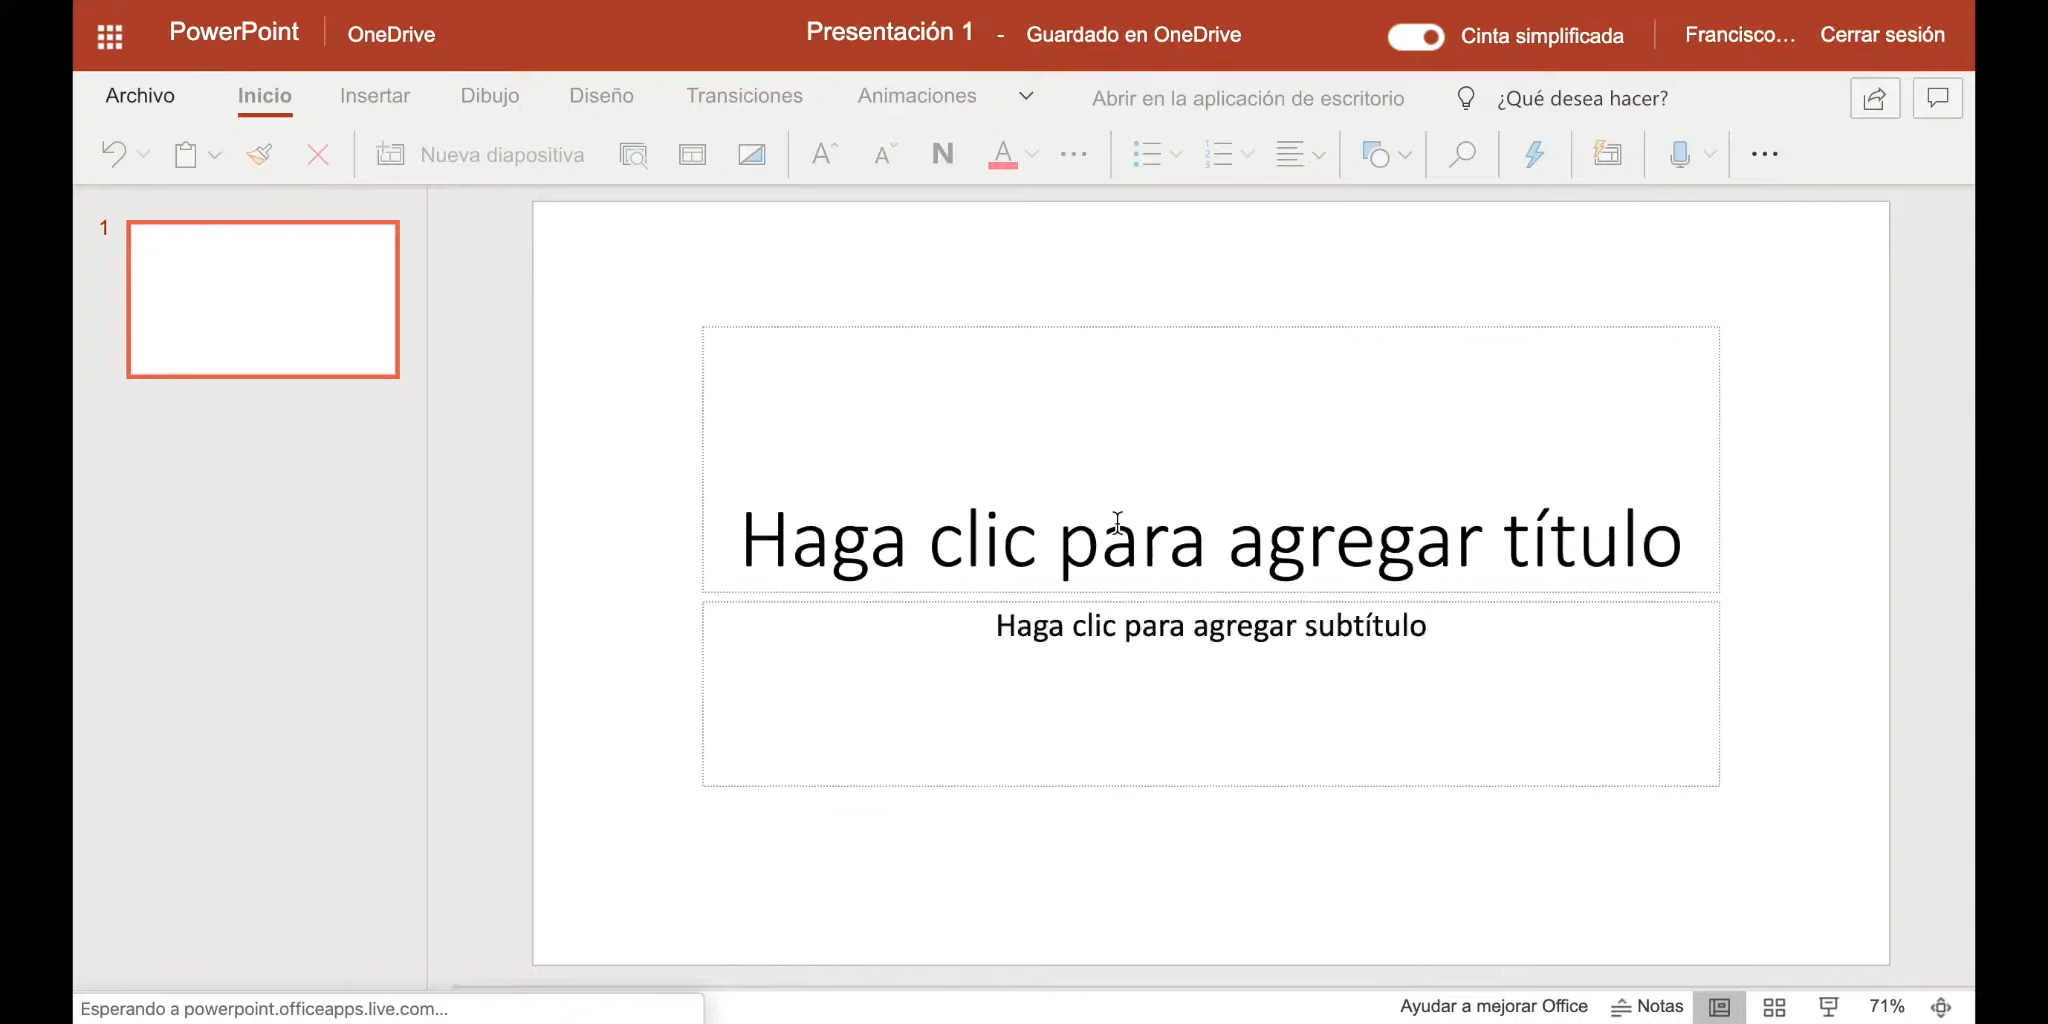 PowerPoint OneDrive Presentación 1 - Guardado en OneDrive Cinta simplificada Francisco... Cerrar sesión
Archivo Inicio Insertar Dibujo Diseño Transiciones Animaciones Abrir en la aplicación de escritorio ¿Qué desea hacer?
Nueva diapositiva A A N A
1
Haga clic para agregar título
Haga clic para agregar subtítulo
Esperando a powerpoint.officeapps.live.com... Ayudar a mejorar Office Notas 71%